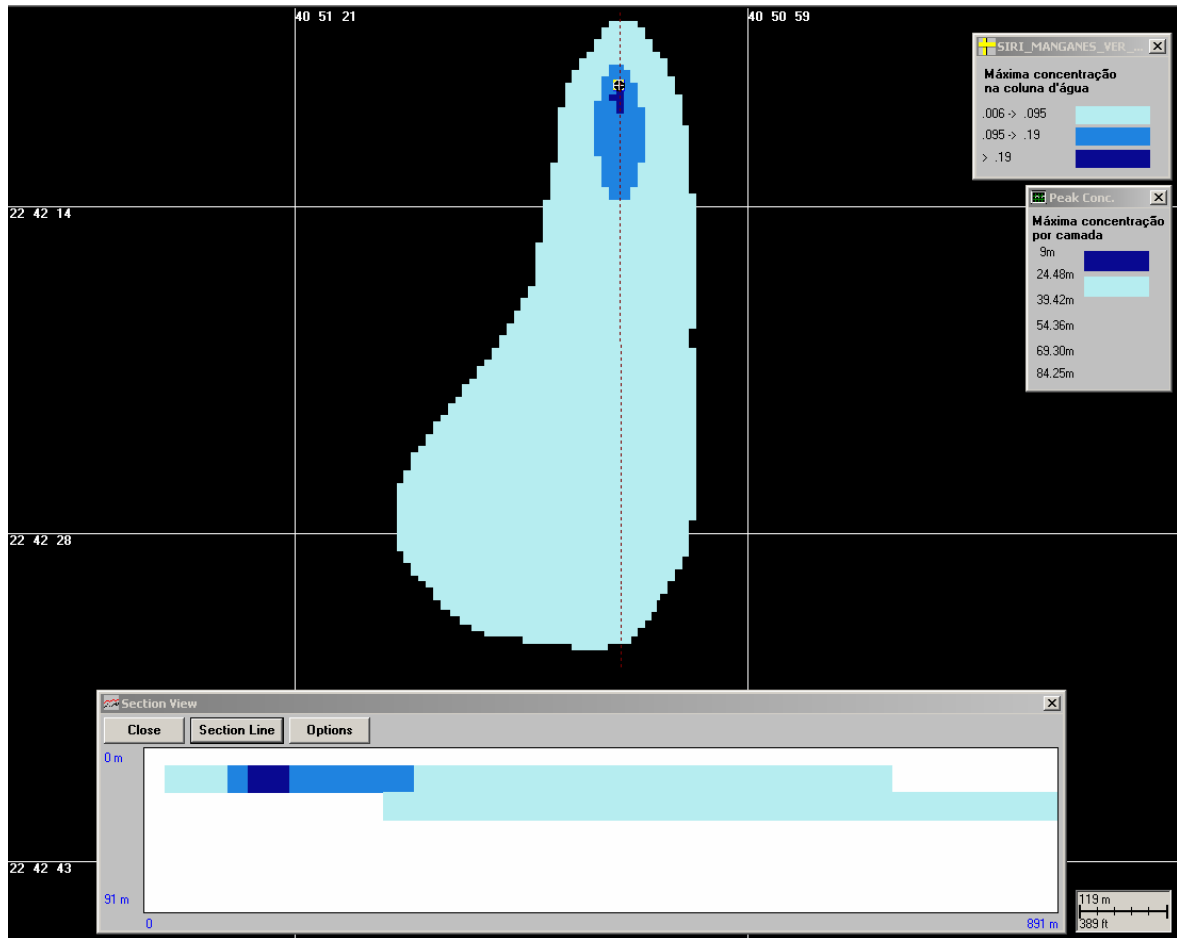 40 51 21
40 50 59
SIRI_MANGANES_VER_...
Máxima concentração
na coluna d'água
.006 -> .095
.095 -> .19
> .19
Peak Conc.
Máxima concentração
por camada
9m
24.48m
39.42m
54.36m
69.30m
84.25m
22 42 14
22 42 28
Section View
Close
Section Line
Options
0 m
91 m
0
891 m
22 42 43
119 m
389 ft